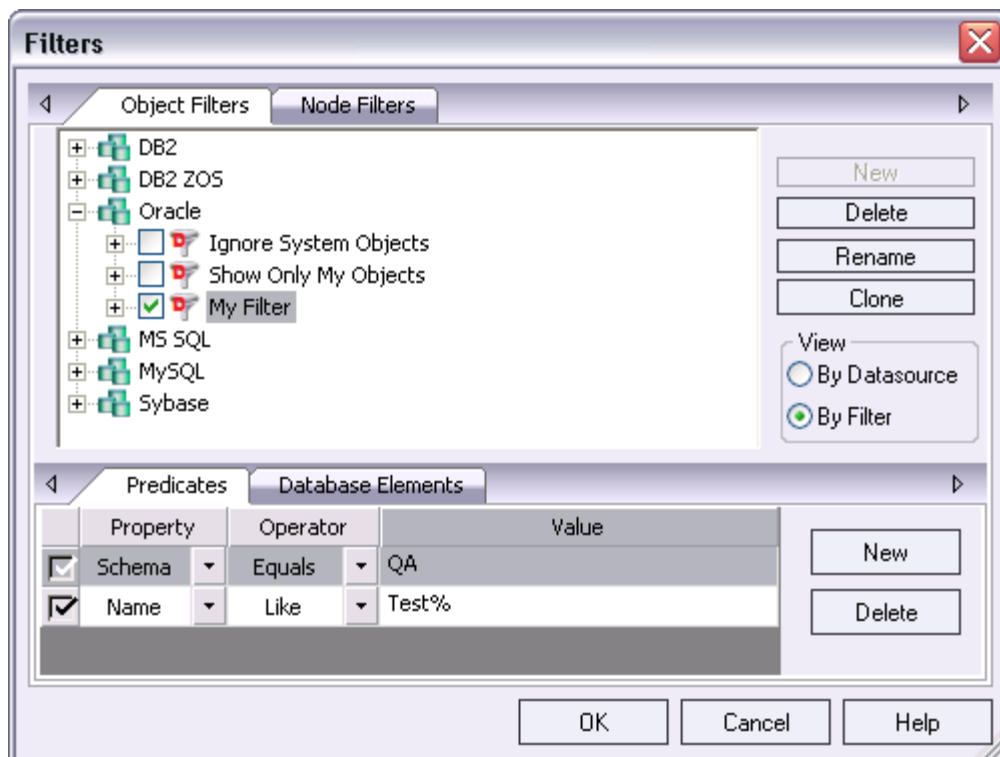 Filters
Object Filters Node Filters
DB2
DB2 ZOS
Oracle
Ignore System Objects
Show Only My Objects
My Filter
MS SQL
MySQL
Sybase
New
Delete
Rename
Clone
View
By Datasource
By Filter
Predicates Database Elements
Property Operator Value
Schema Equals QA
Name Like Test%
New
Delete
OK Cancel Help